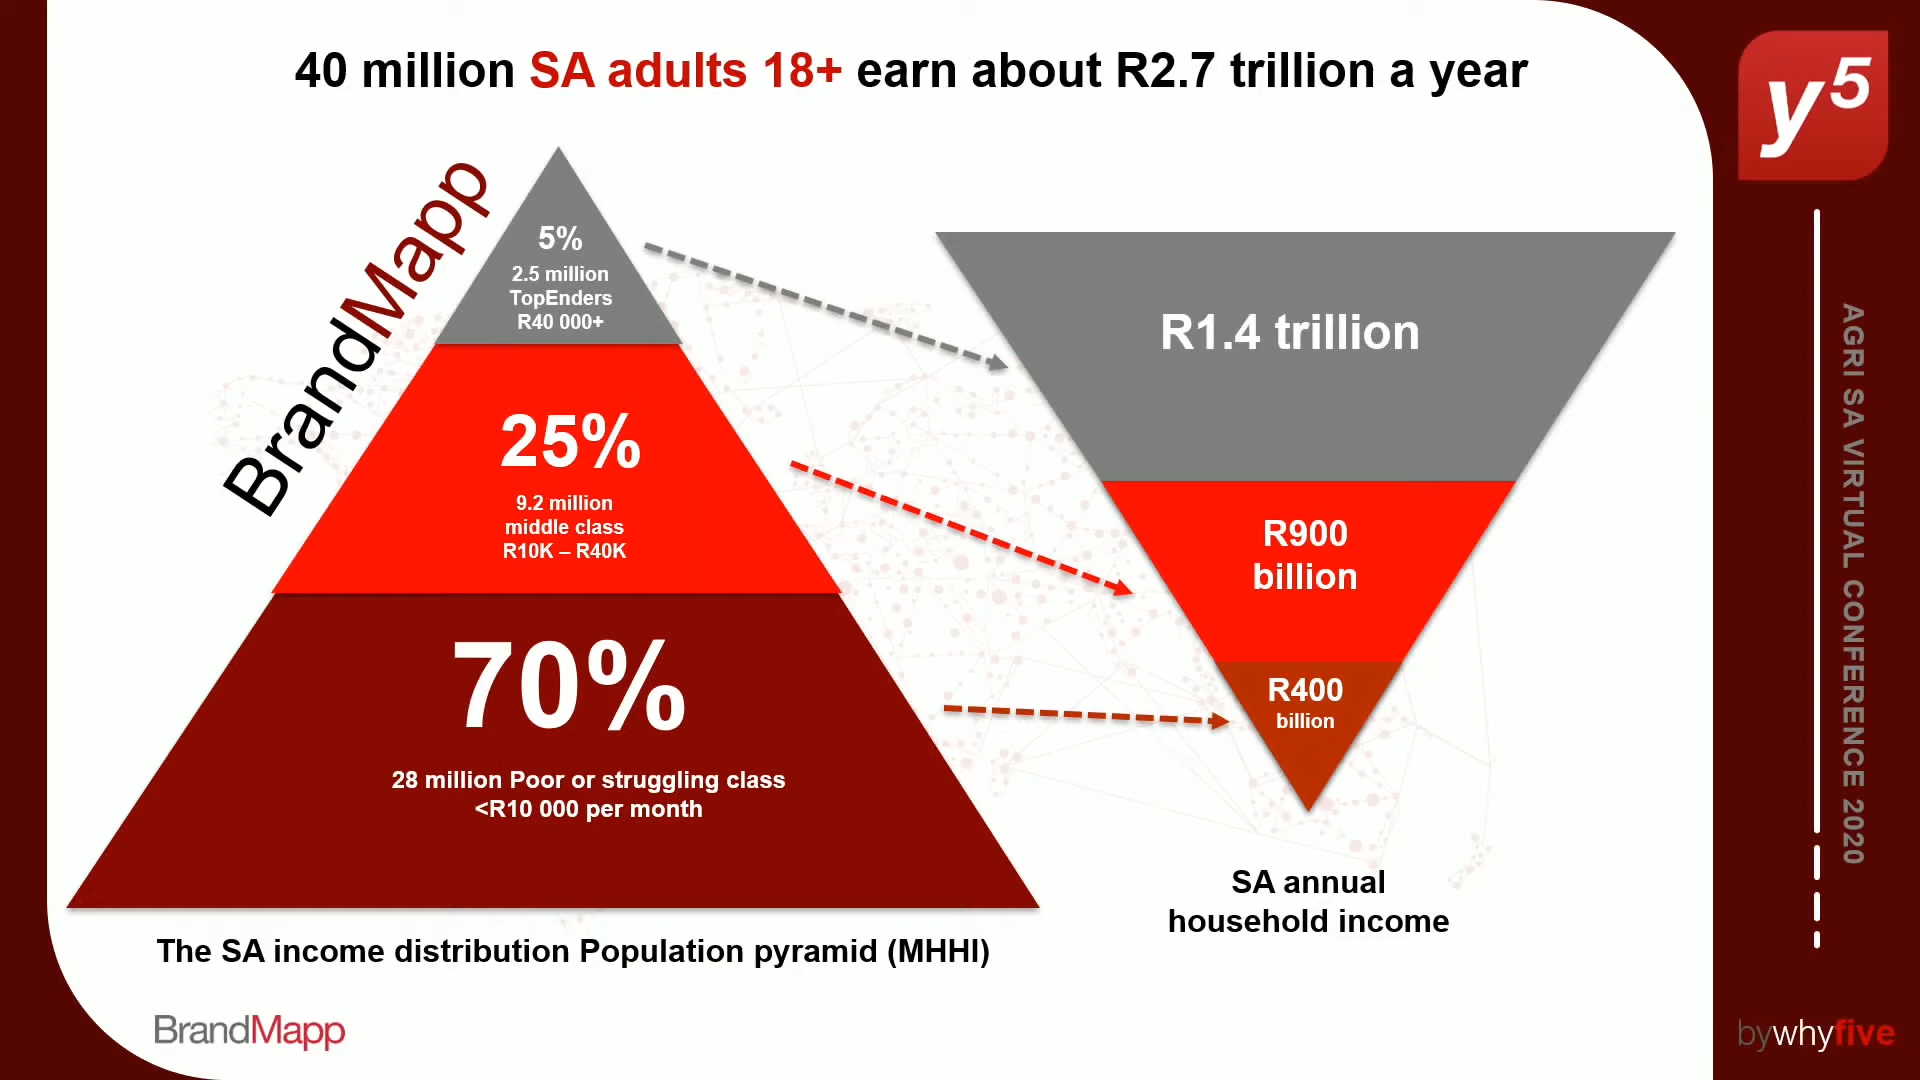 40 million SA adults 18+ earn about R2.7 trillion a year
y5
BrandMapp
5%
2.5 million
TopEnders
R40 000+
25%
9.2 million
middle class
R10K – R40K
70%
28 million Poor or struggling class
<R10 000 per month
The SA income distribution Population pyramid (MHHI)
R1.4 trillion
R900
billion
R400
billion
SA annual
household income
AGRI SA VIRTUAL CONFERENCE 2020
BrandMapp
bywhyfive